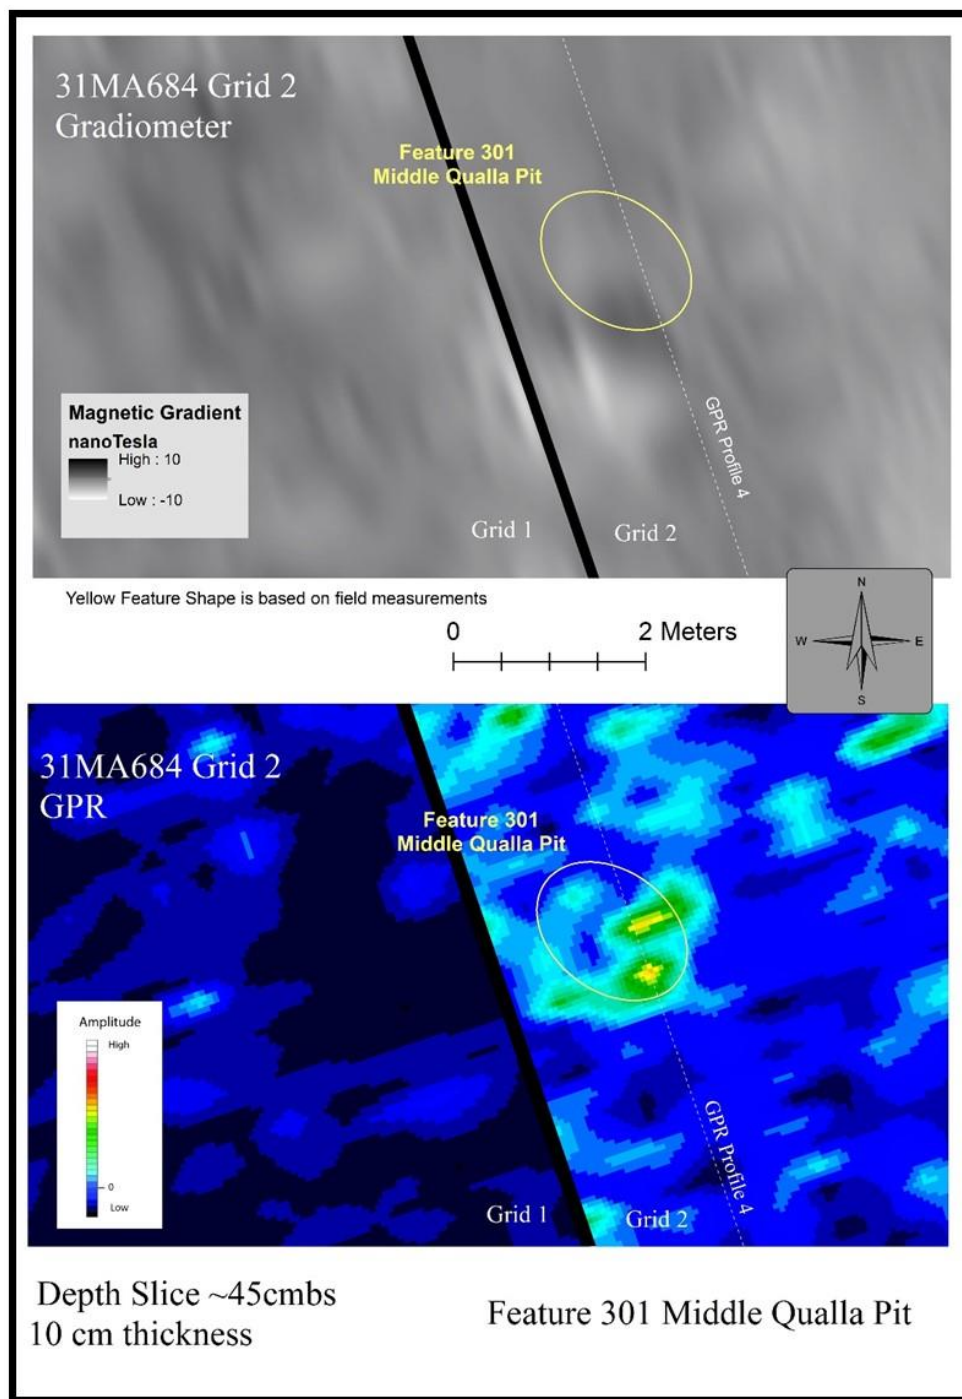 31MA684 Grid 2
Gradiometer
Feature 301
Middle Qualla Pit
Magnetic Gradient
nanoTesla
High : 10
Low : -10
GPR Profile 4
Grid 1
Grid 2
Yellow Feature Shape is based on field measurements
0
2 Meters
N
W
E
S
31MA684 Grid 2
GPR
Feature 301
Middle Qualla Pit
Amplitude
High
0
Low
GPR Profile 4
Grid 1
Grid 2
Depth Slice ~45cmbs
10 cm thickness
Feature 301 Middle Qualla Pit